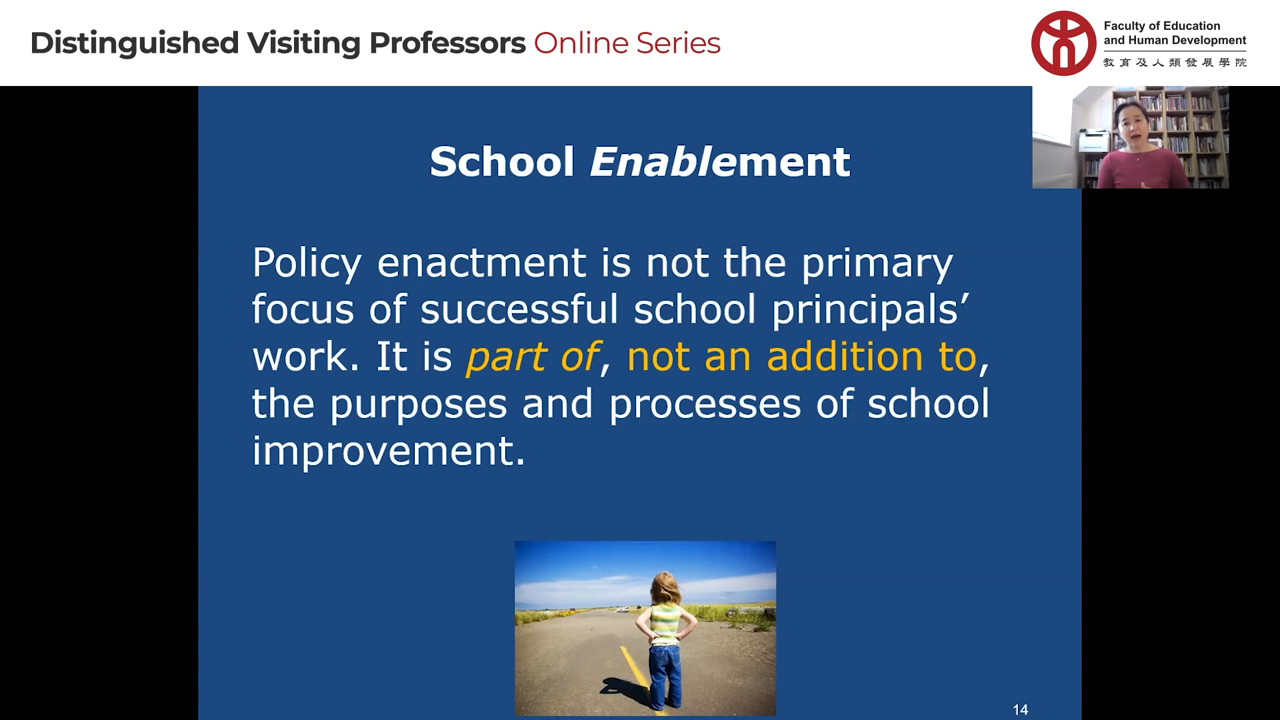 Distinguished Visiting Professors Online Series
Faculty of Education
and Human Development
教育及人類發展學院
School Enablement
Policy enactment is not the primary
focus of successful school principals’
work. It is part of, not an addition to,
the purposes and processes of school
improvement.
14